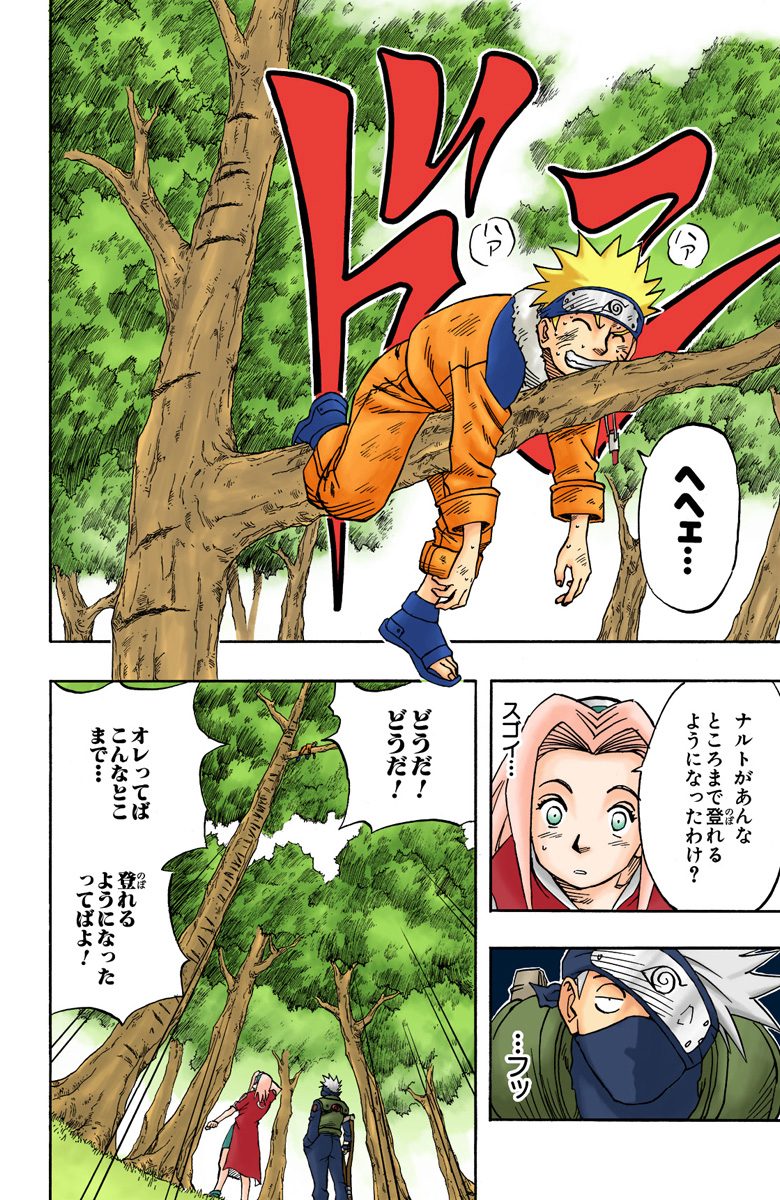 ドン
ハァ
ハァ
へへェ…
ナルトがあんな
ところまで登れる
のぼ
ようになったわけ？
スゴイ…
…フッ
どうだ！
どうだ！
オレってば
こんなとこ
まで…
登れる
のぼ
ようになった
ってばよ！